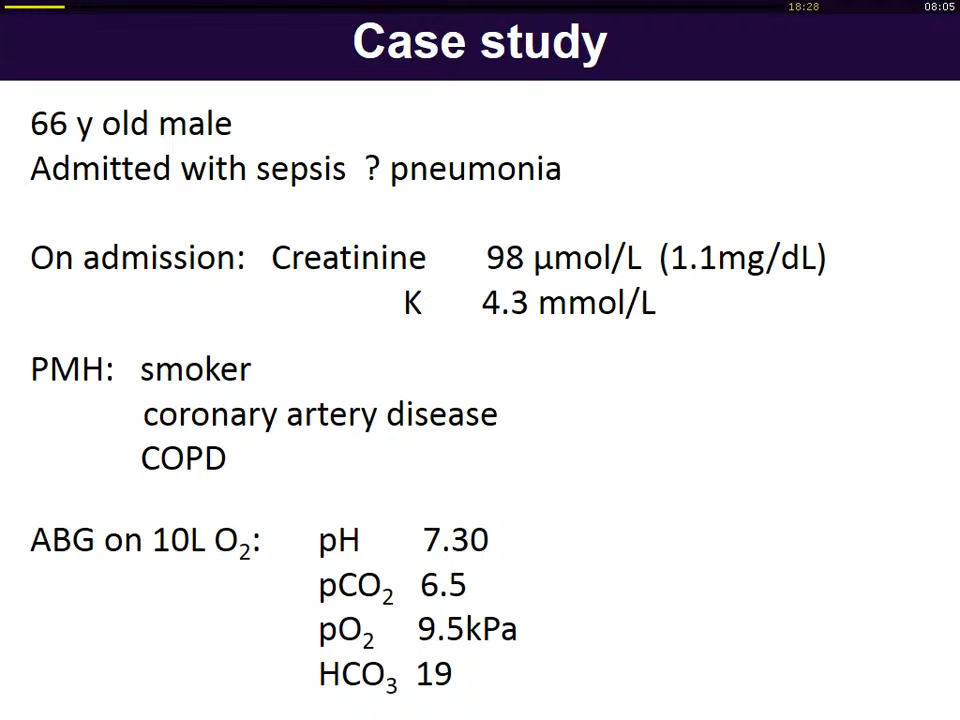 18:28 08:05
Case study
66 y old male
Admitted with sepsis ? pneumonia
On admission: Creatinine 98 µmol/L (1.1mg/dL)
K 4.3 mmol/L
PMH: smoker
coronary artery disease
COPD
ABG on 10L O₂: pH 7.30
pCO₂ 6.5
pO₂ 9.5kPa
HCO₃ 19